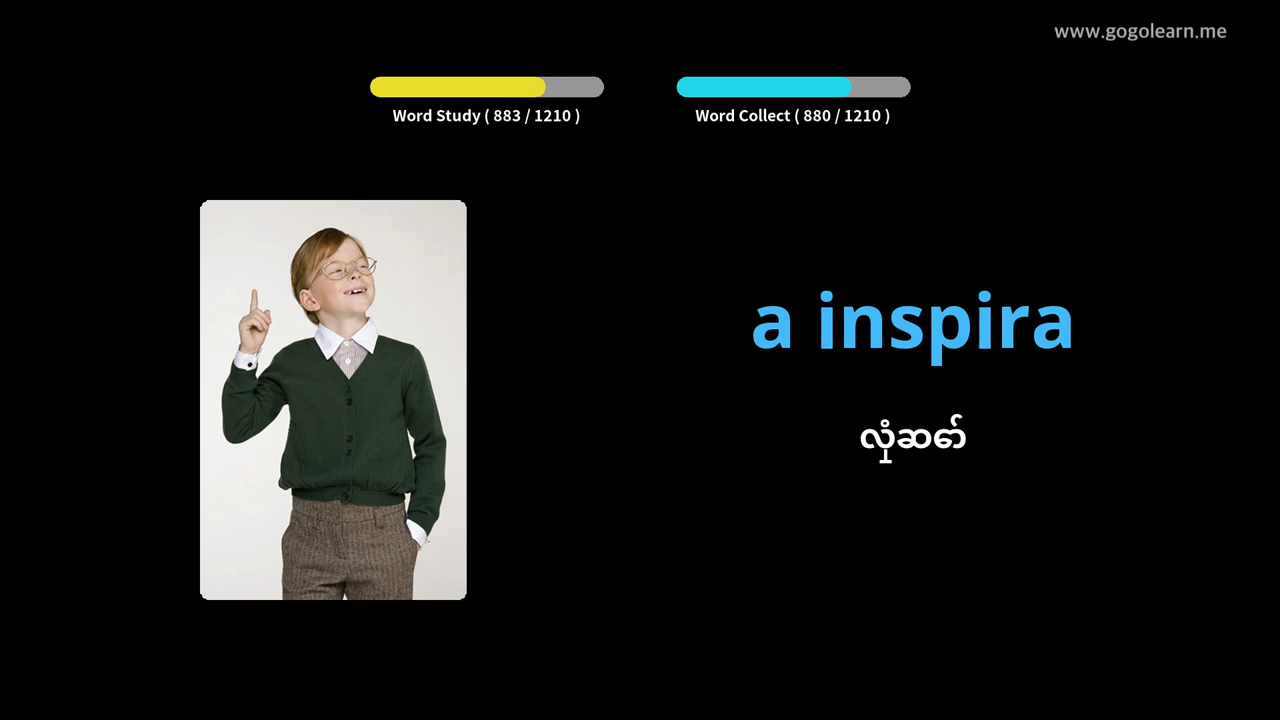 www.gogolearn.me
Word Study ( 883 / 1210 )
Word Collect ( 880 / 1210 )
a inspira
လှုံဆော်